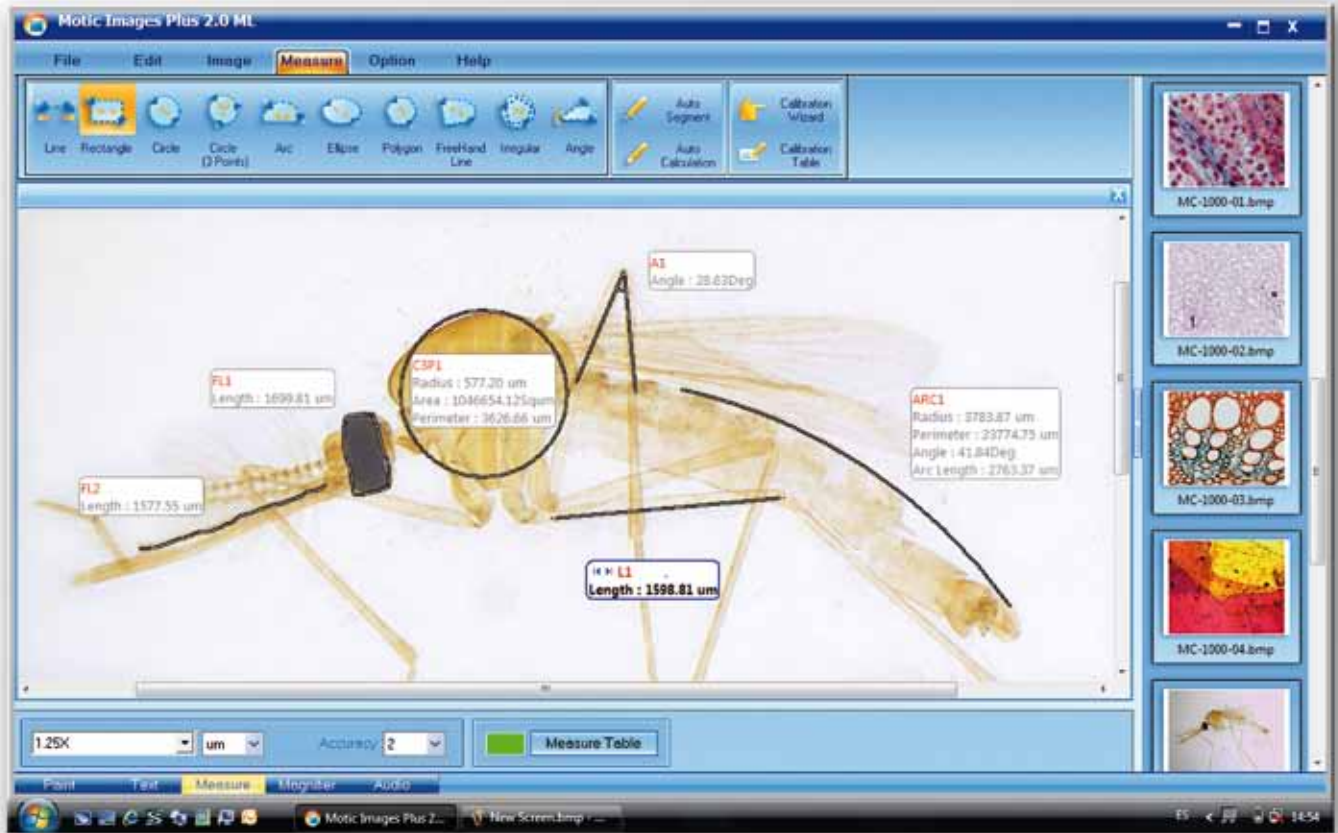 Motic Images Plus 2.0 ML
File Edit Image Measure Option Help
Line Rectangle Circle Circle (3 Points) Arc Ellipse Polygon FreeHand Line Irregular Angle
Auto Segment
Auto Calculation
Calibration Wizard
Calibration Table
A1
Angle : 28.63Deg
C3P1
Radius : 577.20 um
Area : 1046654.12Squm
Perimeter : 3626.66 um
FL1
Length : 1699.81 um
ARC1
Radius : 3783.87 um
Perimeter : 23774.75 um
Angle : 41.84Deg
Arc Length : 2763.37 um
FL2
Length : 1577.55 um
L1
Length : 1598.81 um
MC-1000-01.bmp
MC-1000-02.bmp
MC-1000-03.bmp
MC-1000-04.bmp
1.25X um Accuracy 2 Measure Table
Paint Text Measure Magnifier Audio
Motic Images Plus 2... New Screen.bmp - ... ES 14:54